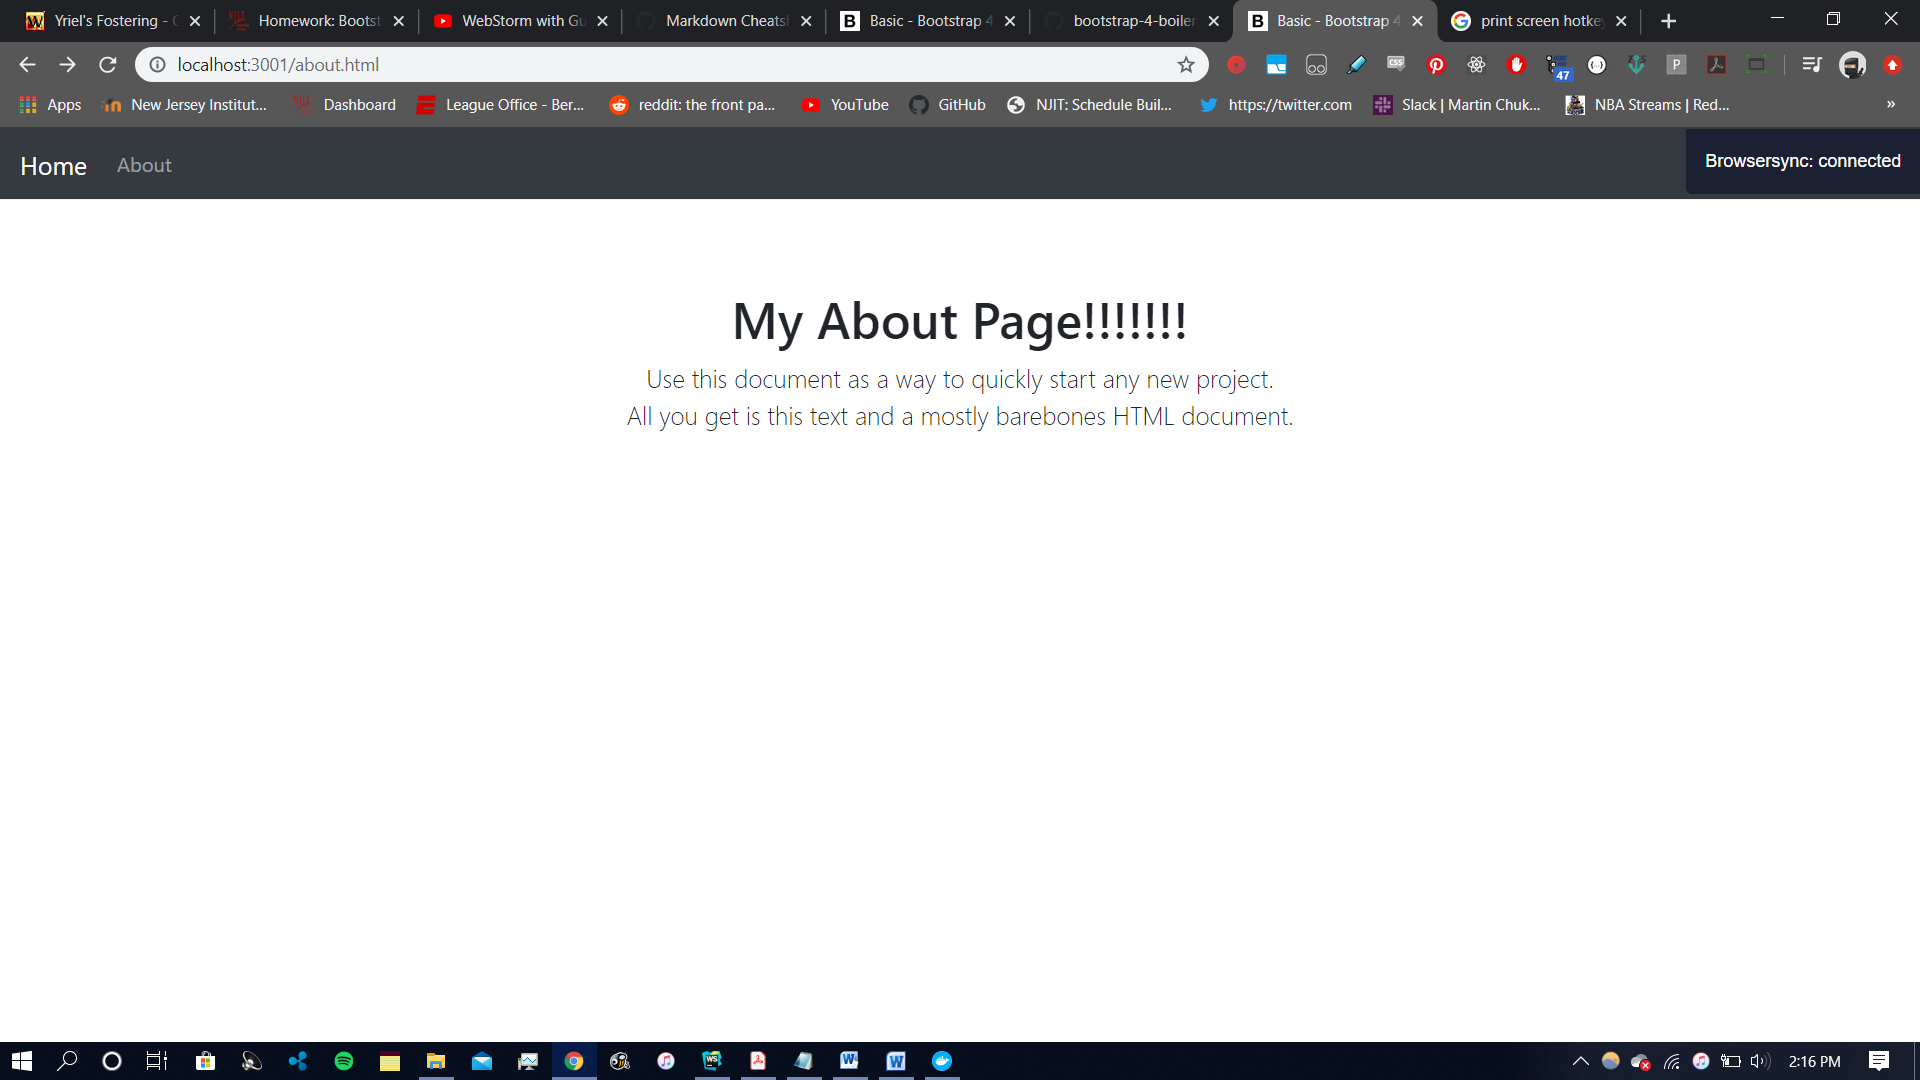 Yriel's Fostering -
Homework: Bootst
WebStorm with Gu
Markdown Cheatsh
Basic - Bootstrap 4
bootstrap-4-boiler
Basic - Bootstrap 4
print screen hotkey
localhost:3001/about.html
CSS
P
47
Apps
New Jersey Institut...
Dashboard
League Office - Ber...
reddit: the front pa...
YouTube
GitHub
NJIT: Schedule Buil...
https://twitter.com
Slack | Martin Chuk...
NBA Streams | Red...
»
Home
About
Browsersync: connected
My About Page!!!!!!!
Use this document as a way to quickly start any new project.
All you get is this text and a mostly barebones HTML document.
2:16 PM